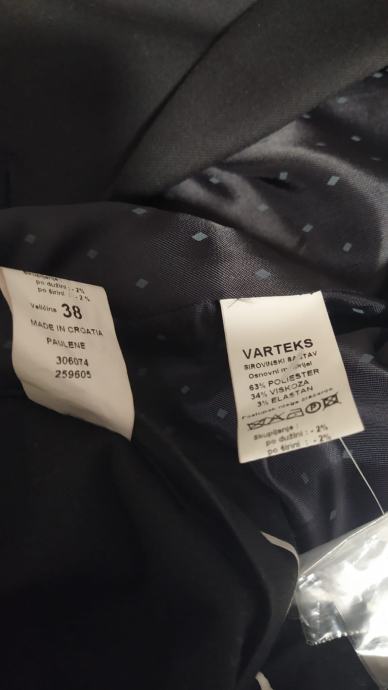 po dužini : - 2%
po širini : - 2%
Veličina 38
MADE IN CROATIA
PAULENE
306074
259605
VARTEKS
SIROVINSKI SASTAV
Osnovni
63% POLIESTER
34% VISKOZA
3% ELASTAN
Skupljanje :
po dužini : - 2%
po širini : - 2%